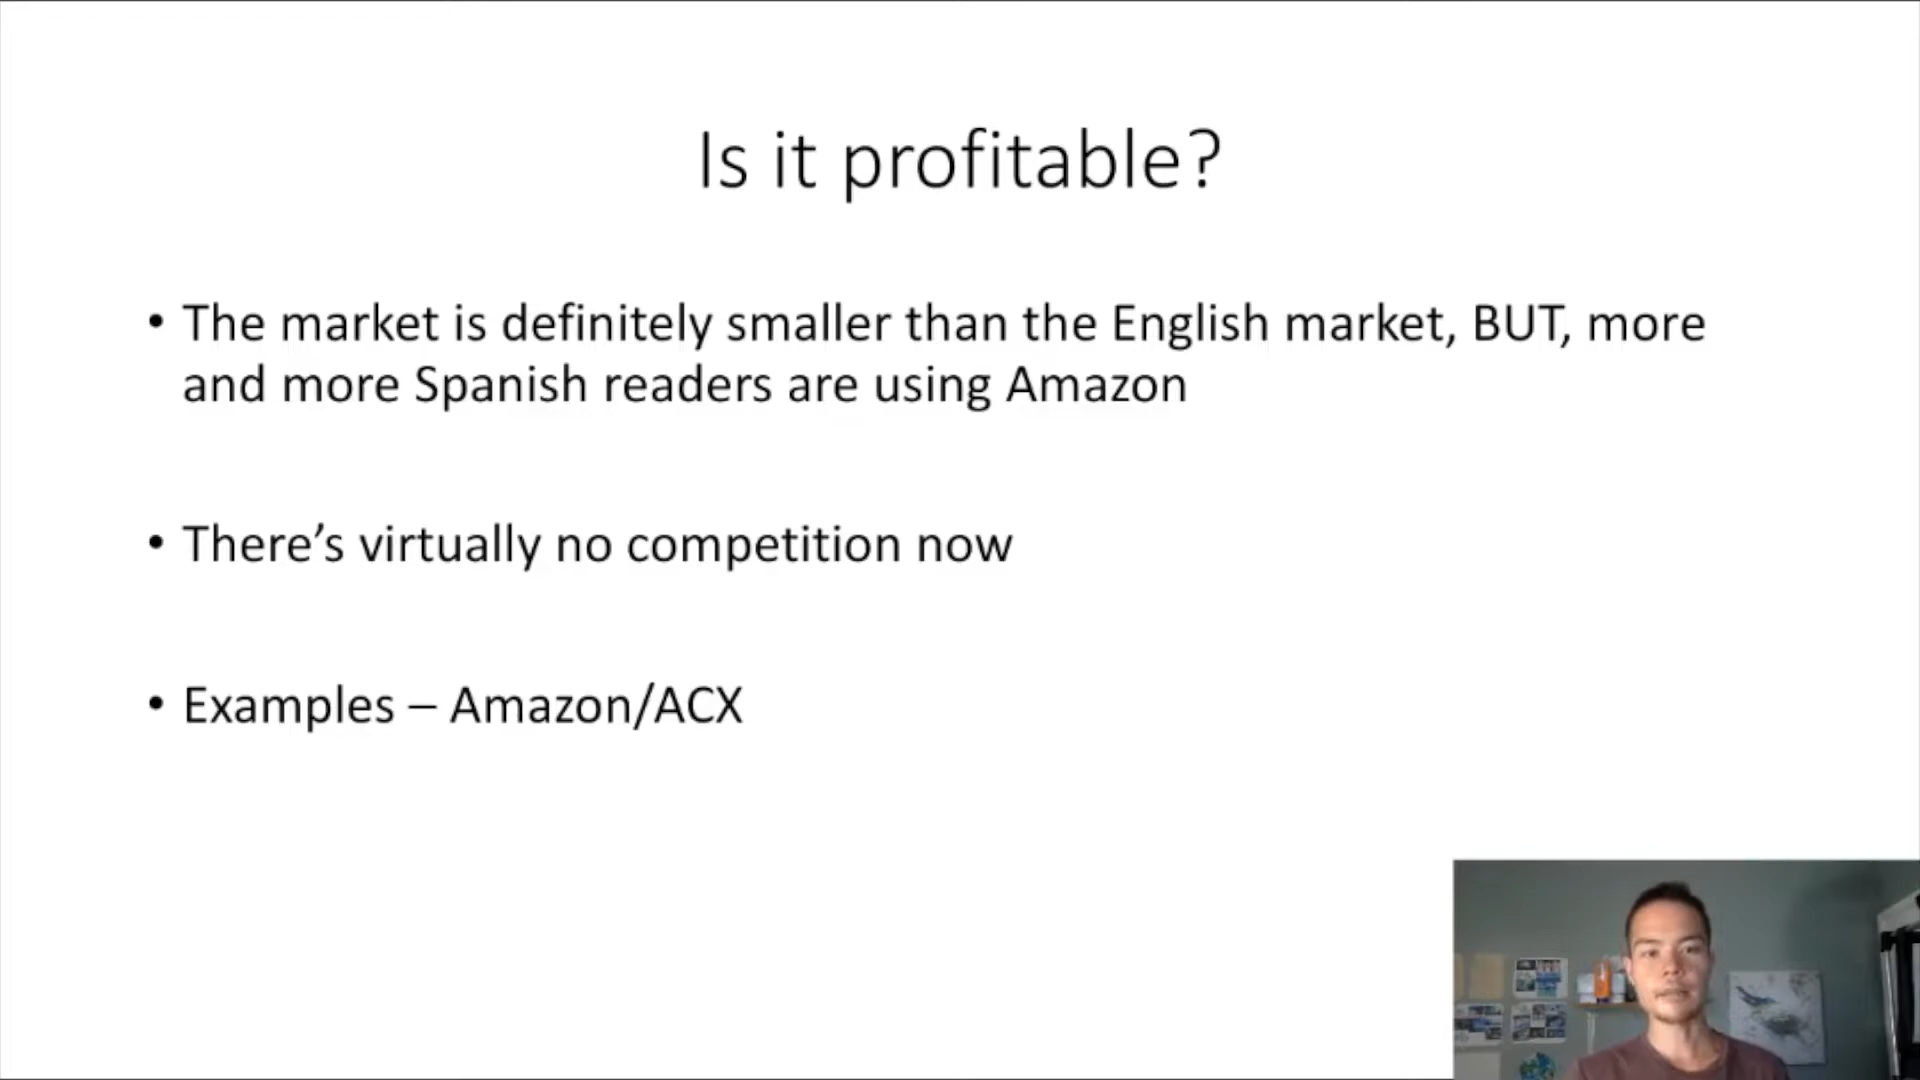 Is it profitable?
• The market is definitely smaller than the English market, BUT, more
and more Spanish readers are using Amazon
• There’s virtually no competition now
• Examples – Amazon/ACX